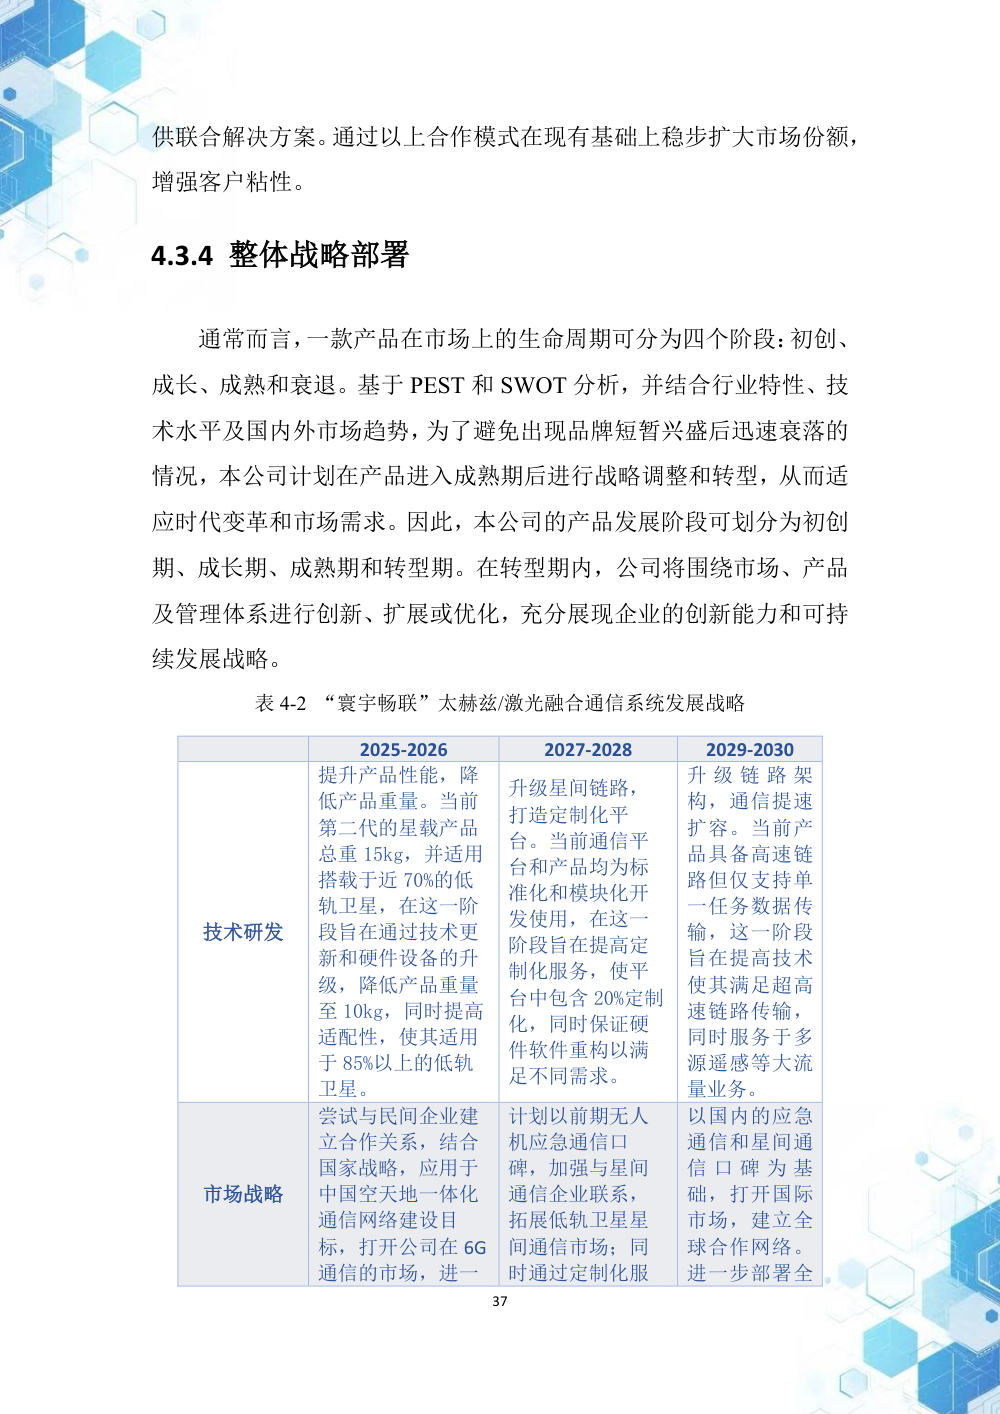 供联合解决方案。通过以上合作模式在现有基础上稳步扩大市场份额，
增强客户粘性。
4.3.4 整体战略部署
通常而言，一款产品在市场上的生命周期可分为四个阶段：初创、
成长、成熟和衰退。基于 PEST 和 SWOT 分析，并结合行业特性、技
术水平及国内外市场趋势，为了避免出现品牌短暂兴盛后迅速衰落的
情况，本公司计划在产品进入成熟期后进行战略调整和转型，从而适
应时代变革和市场需求。因此，本公司的产品发展阶段可划分为初创
期、成长期、成熟期和转型期。在转型期内，公司将围绕市场、产品
及管理体系进行创新、扩展或优化，充分展现企业的创新能力和可持
续发展战略。
表 4-2 “寰宇畅联”太赫兹/激光融合通信系统发展战略
2025-2026
2027-2028
2029-2030
技术研发
提升产品性能，降
低产品重量。当前
第二代的星载产品
总重 15kg，并适用
搭载于近 70%的低
轨卫星，在这一阶
段旨在通过技术更
新和硬件设备的升
级，降低产品重量
至 10kg，同时提高
适配性，使其适用
于 85%以上的低轨
卫星。
升级星间链路，
打造定制化平
台。当前通信平
台和产品均为标
准化和模块化开
发使用，在这一
阶段旨在提高定
制化服务，使平
台中包含 20%定制
化，同时保证硬
件软件重构以满
足不同需求。
升级链路架
构，通信提速
扩容。当前产
品具备高速链
路但仅支持单
一任务数据传
输，这一阶段
旨在提高技术
使其满足超高
速链路传输，
同时服务于多
源遥感等大流
量业务。
市场战略
尝试与民间企业建
立合作关系，结合
国家战略，应用于
中国空天地一体化
通信网络建设目
标，打开公司在 6G
通信的市场，进一
计划以前期无人
机应急通信口
碑，加强与星间
通信企业联系，
拓展低轨卫星星
间通信市场；同
时通过定制化服
以国内的应急
通信和星间通
信口碑为基
础，打开国际
市场，建立全
球合作网络。
进一步部署全
37